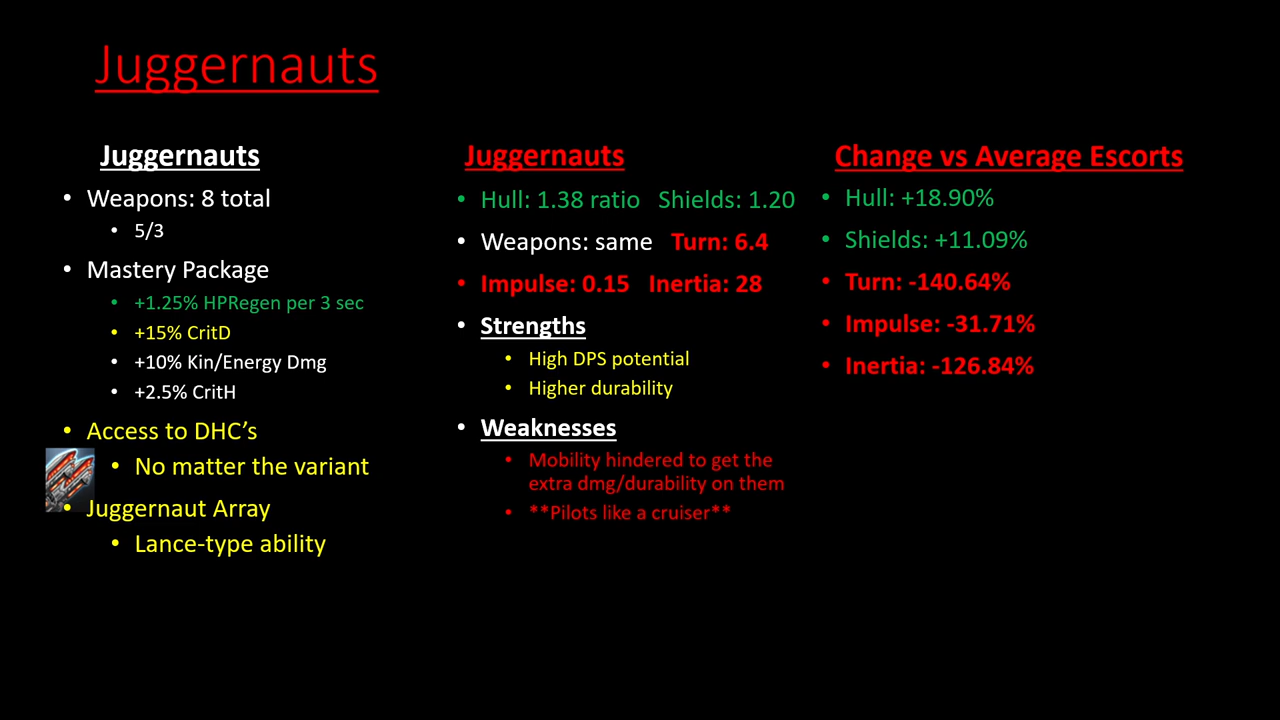 Juggernauts
Juggernauts
• Weapons: 8 total
• 5/3
• Mastery Package
• +1.25% HPRegen per 3 sec
• +15% CritD
• +10% Kin/Energy Dmg
• +2.5% CritH
• Access to DHC’s
• No matter the variant
• Juggernaut Array
• Lance-type ability
Juggernauts
• Hull: 1.38 ratio Shields: 1.20
• Weapons: same Turn: 6.4
• Impulse: 0.15 Inertia: 28
• Strengths
• High DPS potential
• Higher durability
• Weaknesses
• Mobility hindered to get the
extra dmg/durability on them
• **Pilots like a cruiser**
Change vs Average Escorts
• Hull: +18.90%
• Shields: +11.09%
• Turn: -140.64%
• Impulse: -31.71%
• Inertia: -126.84%